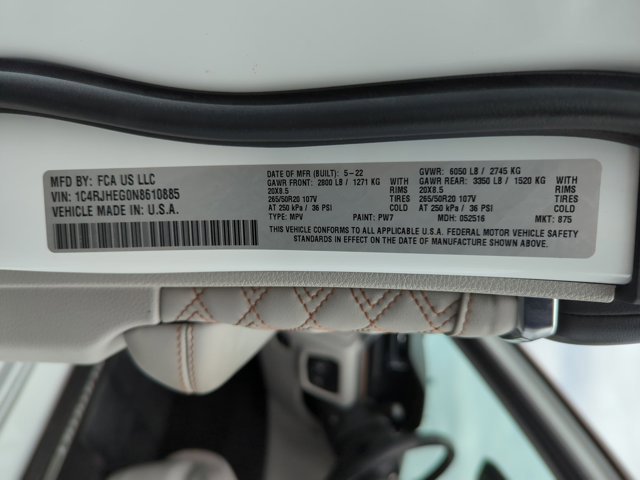 MFD BY: FCA US LLC
VIN: 1C4RJHEG0N8610885
VEHICLE MADE IN: U.S.A.
DATE OF MFR (BUILT): 5-22
GAWR FRONT: 2800 LB / 1271 KG WITH
20X8.5 RIMS
265/50R20 107V TIRES
AT 250 kPa / 36 PSI COLD
TYPE: MPV PAINT: PW7
GVWR: 6050 LB / 2745 KG
GAWR REAR: 3350 LB / 1520 KG WITH
20X8.5 RIMS
265/50R20 107V TIRES
AT 250 kPa / 36 PSI COLD
MDH: 052516 MKT: 875
THIS VEHICLE CONFORMS TO ALL APPLICABLE U.S.A. FEDERAL MOTOR VEHICLE SAFETY
STANDARDS IN EFFECT ON THE DATE OF MANUFACTURE SHOWN ABOVE.